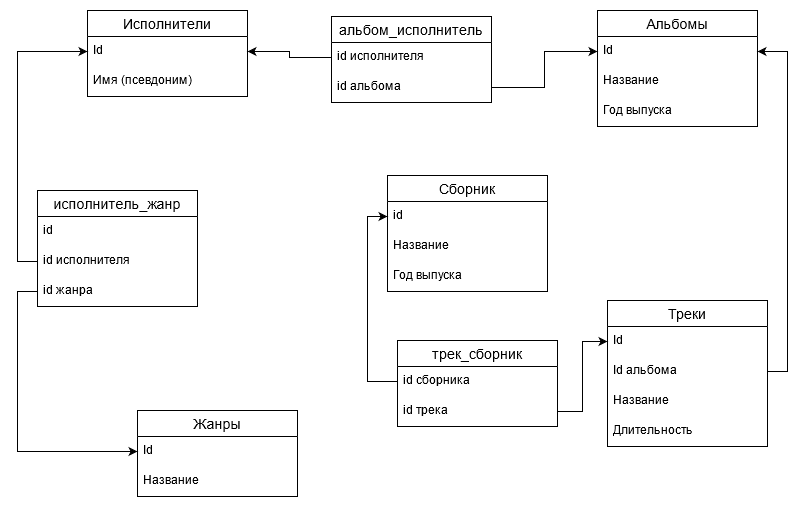 Исполнители
Id
Имя (псевдоним)
альбом_исполнитель
id исполнителя
id альбома
Альбомы
Id
Название
Год выпуска
исполнитель_жанр
id
id исполнителя
id жанра
Сборник
id
Название
Год выпуска
трек_сборник
id сборника
id трека
Треки
Id
Id альбома
Название
Длительность
Жанры
Id
Название